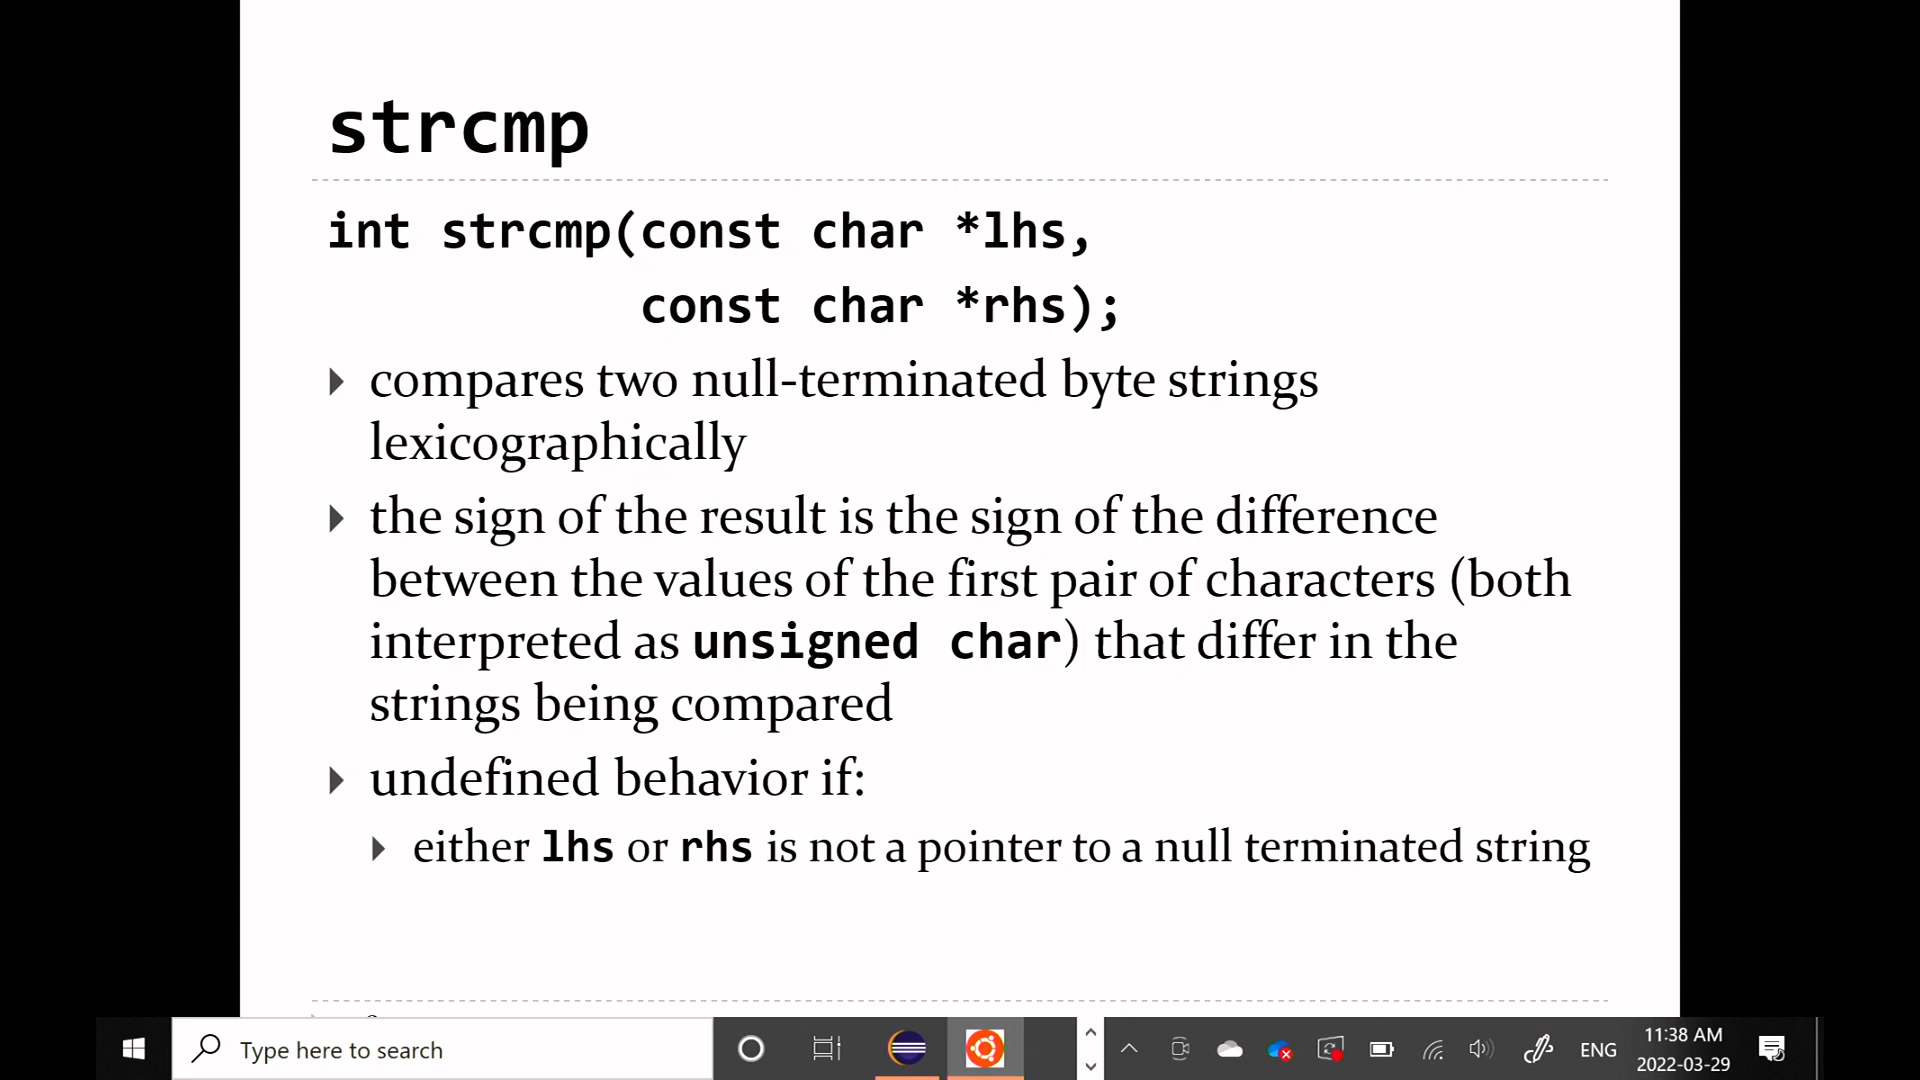 strcmp
int strcmp(const char *lhs,
const char *rhs);
compares two null-terminated byte strings
lexicographically
the sign of the result is the sign of the difference
between the values of the first pair of characters (both
interpreted as unsigned char) that differ in the
strings being compared
undefined behavior if:
either lhs or rhs is not a pointer to a null terminated string
Type here to search
ENG
11:38 AM
2022-03-29